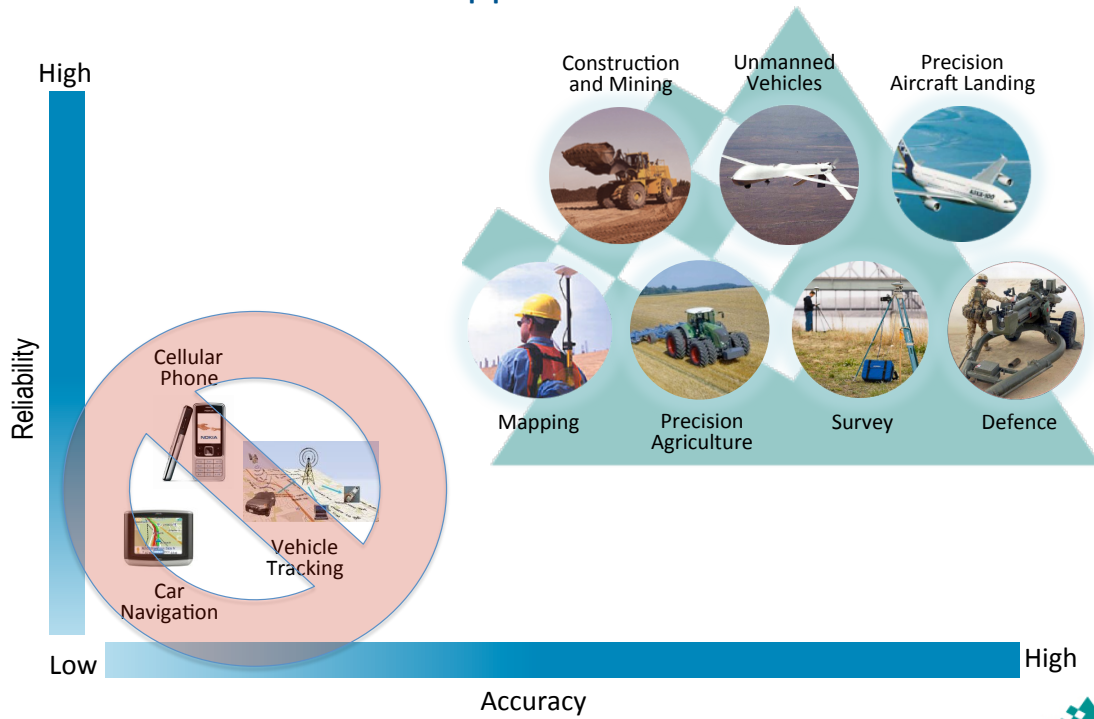 High
Reliability
Low
Accuracy
High
Construction
and Mining
Unmanned
Vehicles
Precision
Aircraft Landing
Mapping
Precision
Agriculture
Survey
Defence
Cellular
Phone
NOKIA
Vehicle
Tracking
Car
Navigation